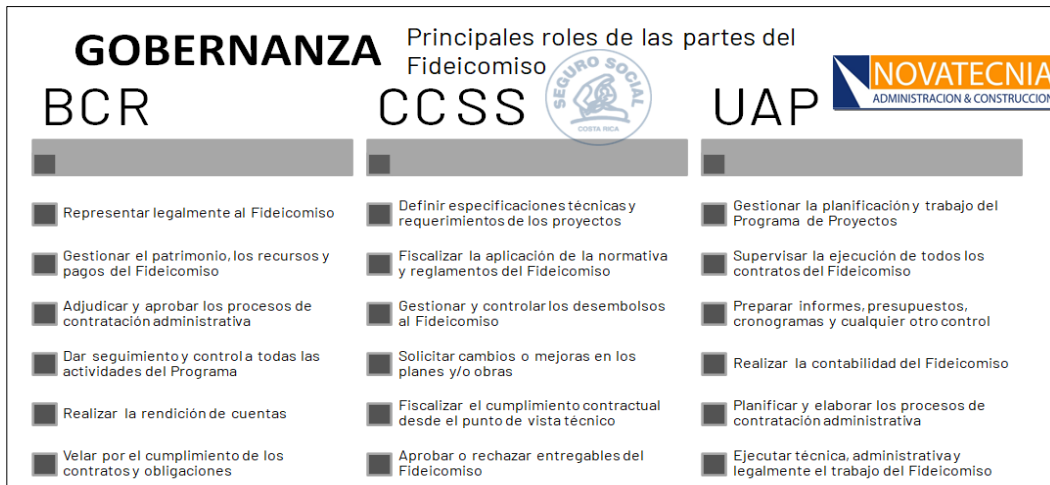 GOBERNANZA
Principales roles de las partes del
Fideicomiso
BCR
Representar legalmente al Fideicomiso
Gestionar el patrimonio, los recursos y
pagos del Fideicomiso
Adjudicar y aprobar los procesos de
contratación administrativa
Dar seguimiento y control a todas las
actividades del Programa
Realizar la rendición de cuentas
Velar por el cumplimiento de los
contratos y obligaciones
CCSS
SEGURO SOCIAL
COSTA RICA
Definir especificaciones técnicas y
requerimientos de los proyectos
Fiscalizar la aplicación de la normativa
y reglamentos del Fideicomiso
Gestionar y controlar los desembolsos
al Fideicomiso
Solicitar cambios o mejoras en los
planes y/o obras
Fiscalizar el cumplimiento contractual
desde el punto de vista técnico
Aprobar o rechazar entregables del
Fideicomiso
UAP
NOVATECNIA
ADMINISTRACION & CONSTRUCCION
Gestionar la planificación y trabajo del
Programa de Proyectos
Supervisar la ejecución de todos los
contratos del Fideicomiso
Preparar informes, presupuestos,
cronogramas y cualquier otro control
Realizar la contabilidad del Fideicomiso
Planificar y elaborar los procesos de
contratación administrativa
Ejecutar técnica, administrativa y
legalmente el trabajo del Fideicomiso